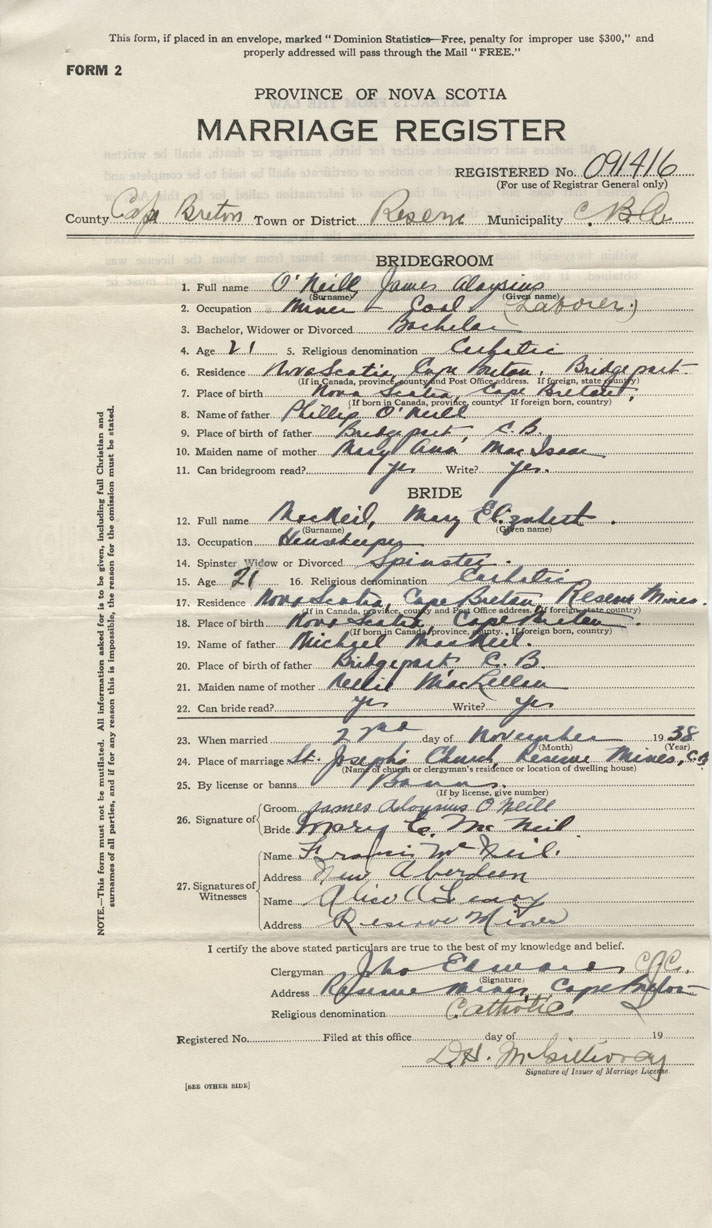 This form, if placed in an envelope, marked "Dominion Statistics—Free, penalty for improper use $300," and
properly addressed will pass through the Mail "FREE."
FORM 2
PROVINCE OF NOVA SCOTIA
MARRIAGE REGISTER
REGISTERED No. 091416
(For use of Registrar General only)
County Cape Breton Town or District Reserve Municipality C.B.Co
BRIDEGROOM
1. Full name O'Neill James Aloysius
(Surname) (Given name)
2. Occupation Miner - Coal (Laborer.)
3. Bachelor, Widower or Divorced Bachelor
4. Age 21 5. Religious denomination Catholic
6. Residence Nova Scotia, Cape Breton, Bridgeport
(If in Canada, province, county and Post Office address. If foreign, state country)
7. Place of birth Nova Scotia, Cape Breton,
(If born in Canada, province, county. If foreign born, country)
8. Name of father Phillip O'Neill
9. Place of birth of father Bridgeport, C.B.
10. Maiden name of mother Mary Ann MacIsaac
11. Can bridegroom read? yes Write? yes.
BRIDE
12. Full name MacNeil, Mary Elizabeth.
(Surname) (Given name)
13. Occupation Housekeeper
14. Spinster Widow or Divorced Spinster.
15. Age 21 16. Religious denomination Catholic
17. Residence Nova Scotia, Cape Breton Reserve Mines.
(If in Canada, province, county and Post Office address. If foreign, state country)
18. Place of birth Nova Scotia, Cape Breton.
(If born in Canada, province, county. If foreign born, country)
19. Name of father Michael MacNeil.
20. Place of birth of father Bridgeport C.B.
21. Maiden name of mother Nellie MacLellan
22. Can bride read? yes Write? yes
23. When married 22nd day of November 1938
(Month) (Year)
24. Place of marriage St. Joseph's Church, Reserve Mines, C.B
(Name of church or clergyman's residence or location of dwelling house)
25. By license or banns Banns.
(If by license, give number)
26. Signature of
Groom James Aloysius O'Neill
Bride Mary E. Mc Neil
27. Signatures of Witnesses
Name Francis Mc Neil.
Address New Aberdeen
Name Alice A
Address Reserve Mines
I certify the above stated particulars are true to the best of my knowledge and belief.
Clergyman Jho Edwards
(Signature)
Address Reserve Mines, Cape Breton
Religious denomination Catholic
Registered No. Filed at this office day of 19
D.H. McGillivray
Signature of Issuer of Marriage License.
[SEE OTHER SIDE]
NOTE.—This form must not be mutilated. All information asked for is to be given, including full Christian and
surnames of all parties, and if for any reason this is impossible, the reason for the omission must be stated.